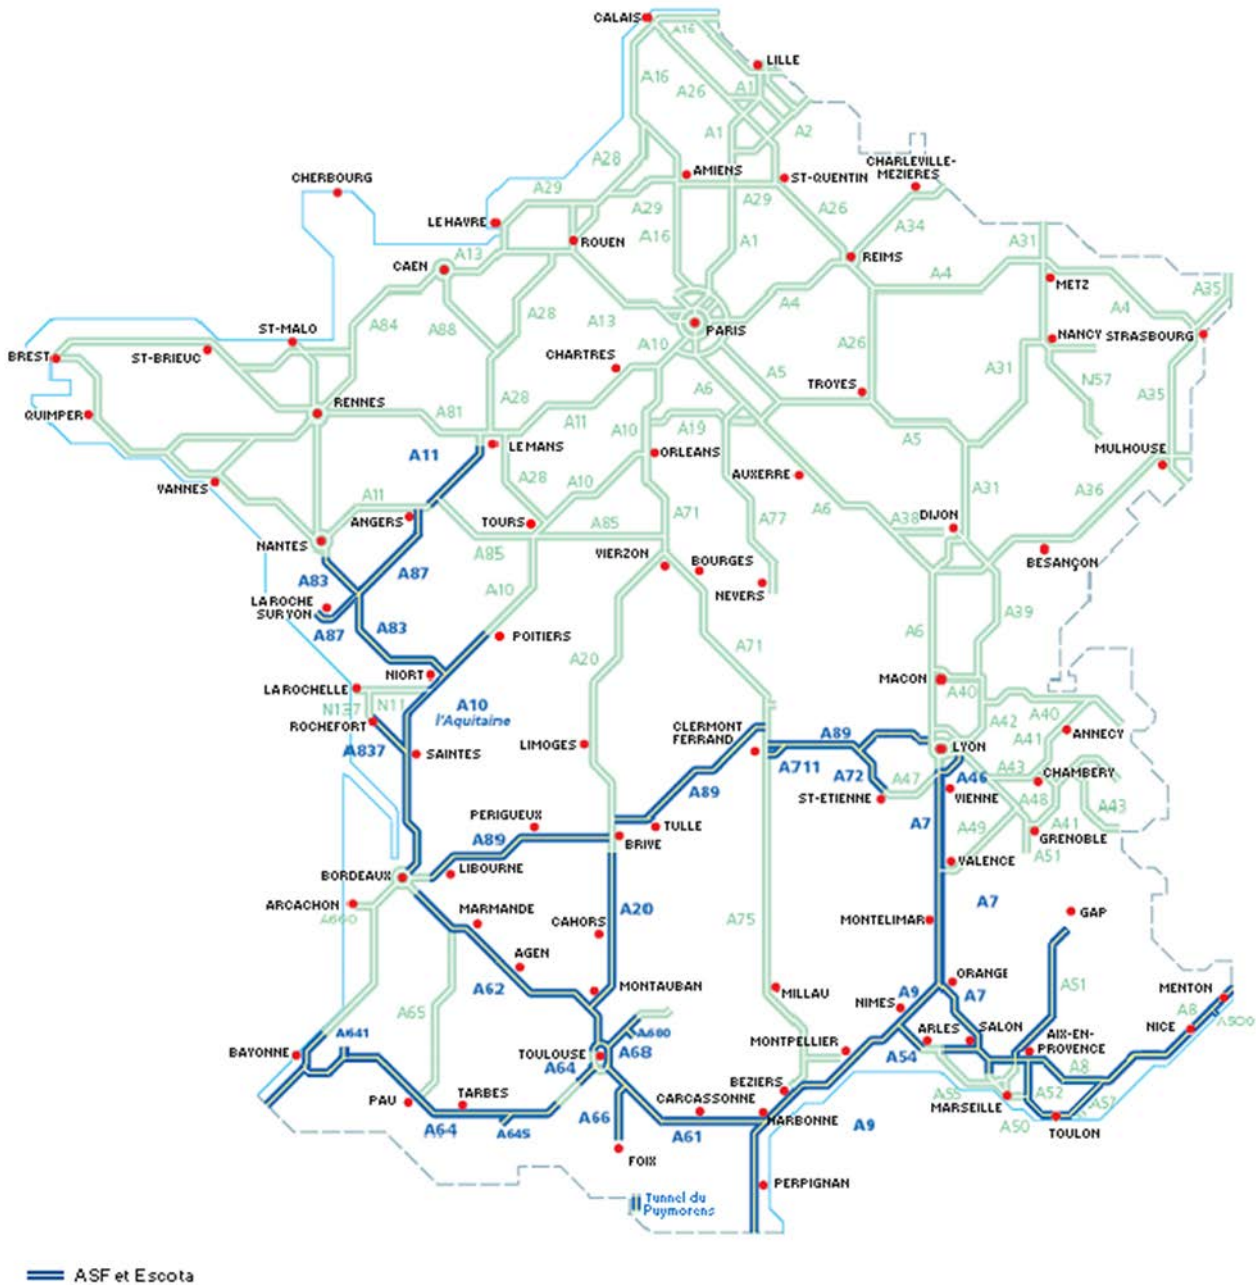 CALAIS
A16
LILLE
A16
A26
A1
A1
A2
A28
AMIENS
ST-QUENTIN
CHARLEVILLE-
MEZIERES
CHERBOURG
A29
A29
A29
A26
A34
LE HAVRE
ROUEN
A16
A1
REIMS
A31
A13
CAEN
A4
METZ
A35
A84
A88
A28
A13
A4
A4
ST-MALO
PARIS
A26
NANCY
STRASBOURG
BREST
ST-BRIEUC
CHARTRES
A10
A31
N57
A6
A5
TROYES
A35
QUIMPER
RENNES
A81
A28
A11
A10
A19
A5
A11
LE MANS
ORLEANS
MULHOUSE
VANNES
A28
A10
AUXERRE
A31
A36
A11
ANGERS
TOURS
A85
A71
A77
A6
A38
DIJON
NANTES
A85
VIERZON
BOURGES
BESANÇON
A83
A87
A10
NEVERS
LA ROCHE
SUR YON
A87
A83
POITIERS
A20
A71
A6
A39
NIORT
MACON
LA ROCHELLE
N11
A40
N137
A10
l'Aquitaine
A42
A40
ROCHEFORT
CLERMONT
FERRAND
A89
A41
ANNECY
A837
SAINTES
LIMOGES
LYON
A711
A72
A47
A46
A43
CHAMBERY
A89
ST-ETIENNE
VIENNE
A48
A43
PERIGUEUX
TULLE
A7
A49
A41
A89
BRIVE
GRENOBLE
BORDEAUX
LIBOURNE
VALENCE
A51
ARCACHON
A660
MARMANDE
CAHORS
A20
A75
MONTELIMAR
A7
GAP
AGEN
A62
MONTAUBAN
MILLAU
ORANGE
A51
MENTON
A65
NIMES
A9
A7
A8
A500
A641
A680
ARLES
SALON
AIX-EN-
PROVENCE
NICE
BAYONNE
TOULOUSE
A68
MONTPELLIER
A54
A64
BEZIERS
A8
PAU
TARBES
CARCASSONNE
A55
A52
A57
MARSEILLE
A64
A645
A66
A61
NARBONNE
A9
A50
TOULON
FOIX
PERPIGNAN
Tunnel du
Puymorens
ASF et Escota